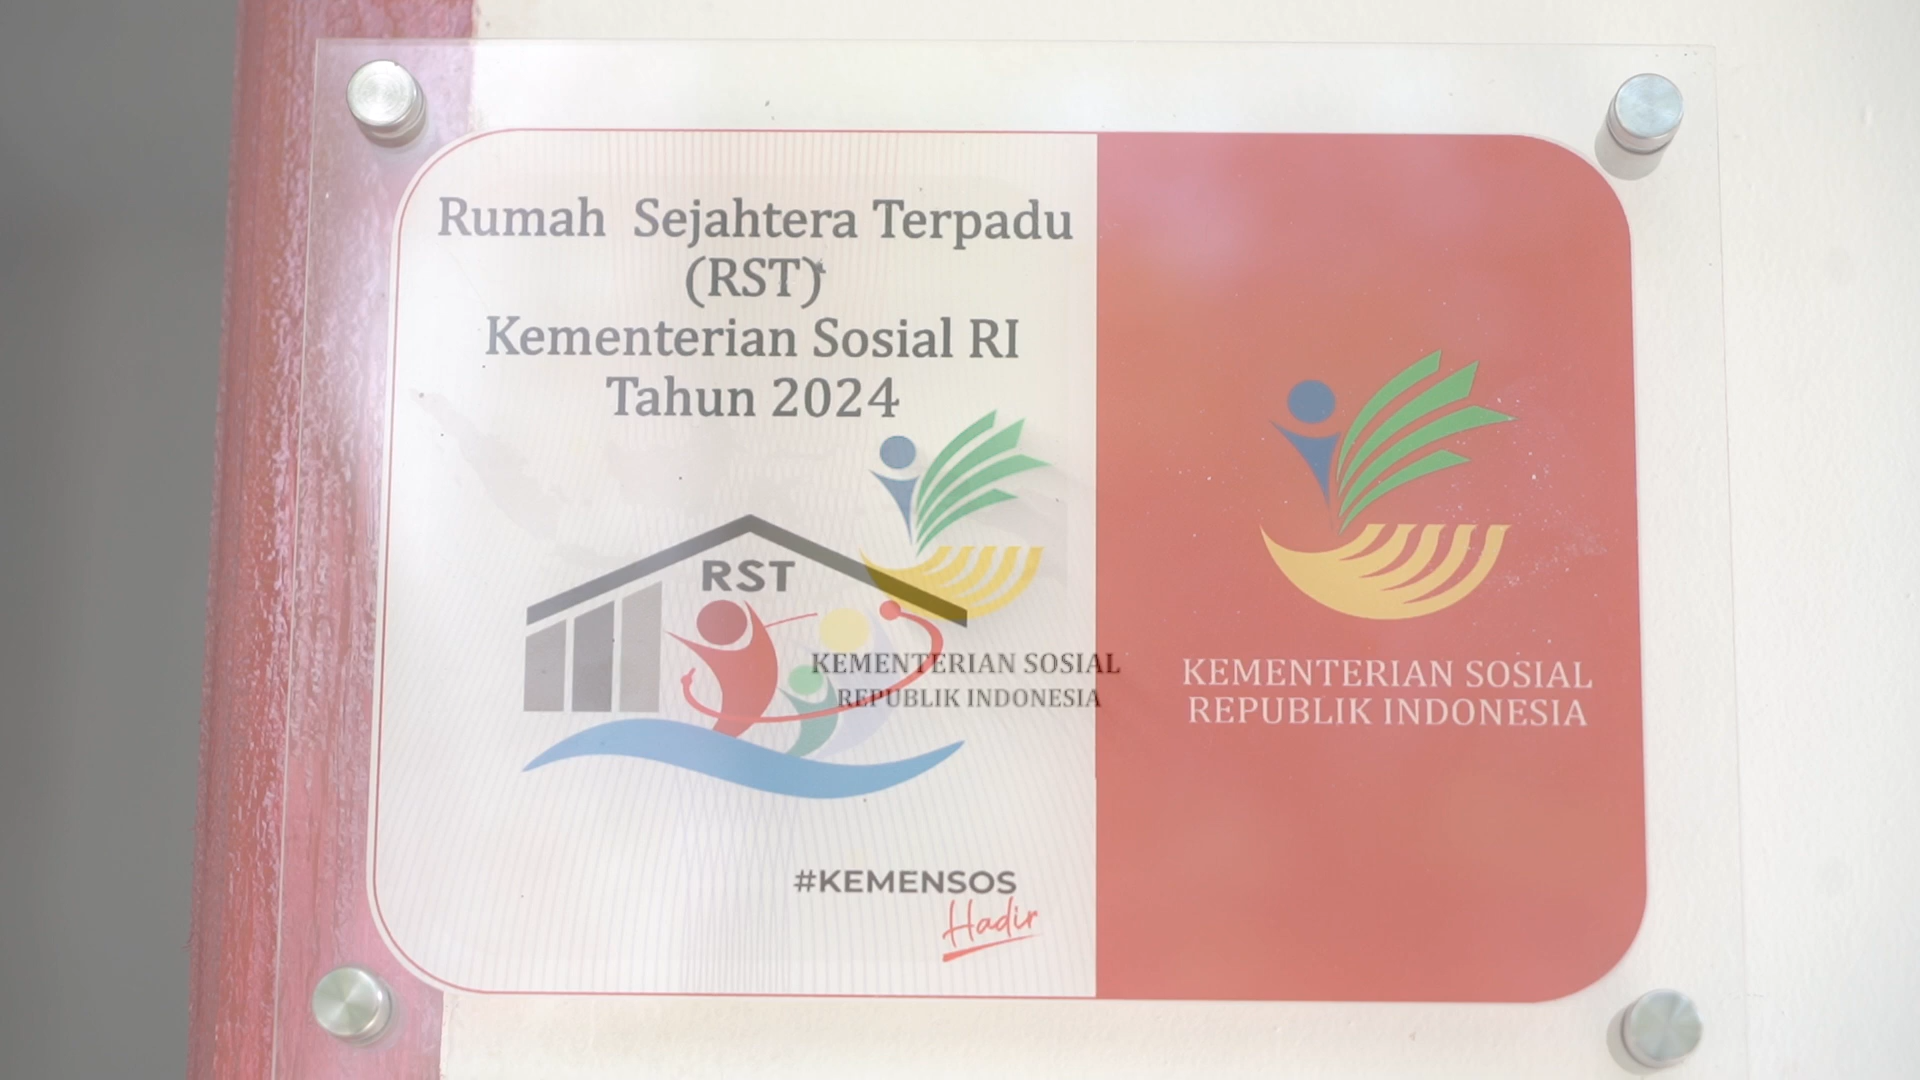 Rumah Sejahtera Terpadu
(RST)
Kementerian Sosial RI
Tahun 2024
RST
KEMENTERIAN SOSIAL
REPUBLIK INDONESIA
#KEMENSOS
Hadir
KEMENTERIAN SOSIAL
REPUBLIK INDONESIA